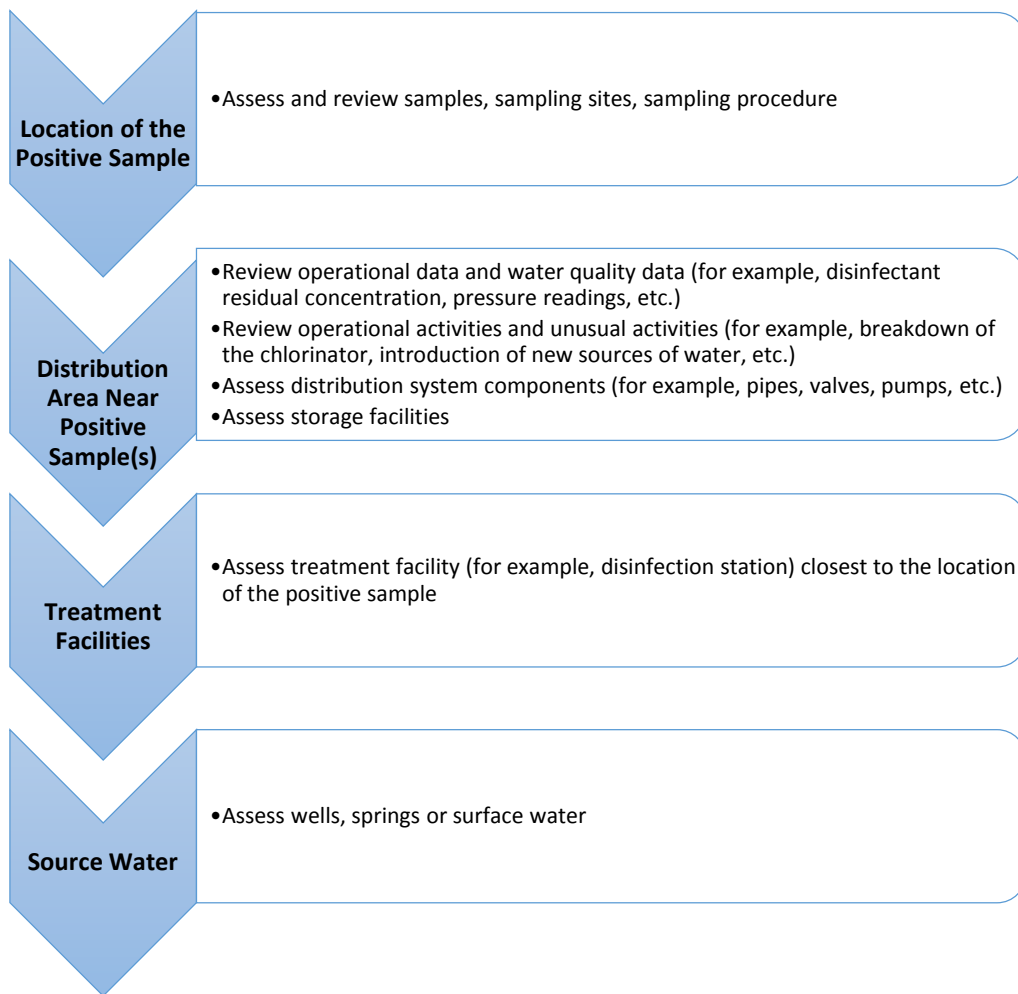 Location of the
Positive Sample
•Assess and review samples, sampling sites, sampling procedure
Distribution
Area Near
Positive
Sample(s)
•Review operational data and water quality data (for example, disinfectant
residual concentration, pressure readings, etc.)
•Review operational activities and unusual activities (for example, breakdown of
the chlorinator, introduction of new sources of water, etc.)
•Assess distribution system components (for example, pipes, valves, pumps, etc.)
•Assess storage facilities
Treatment
Facilities
•Assess treatment facility (for example, disinfection station) closest to the location
of the positive sample
Source Water
•Assess wells, springs or surface water